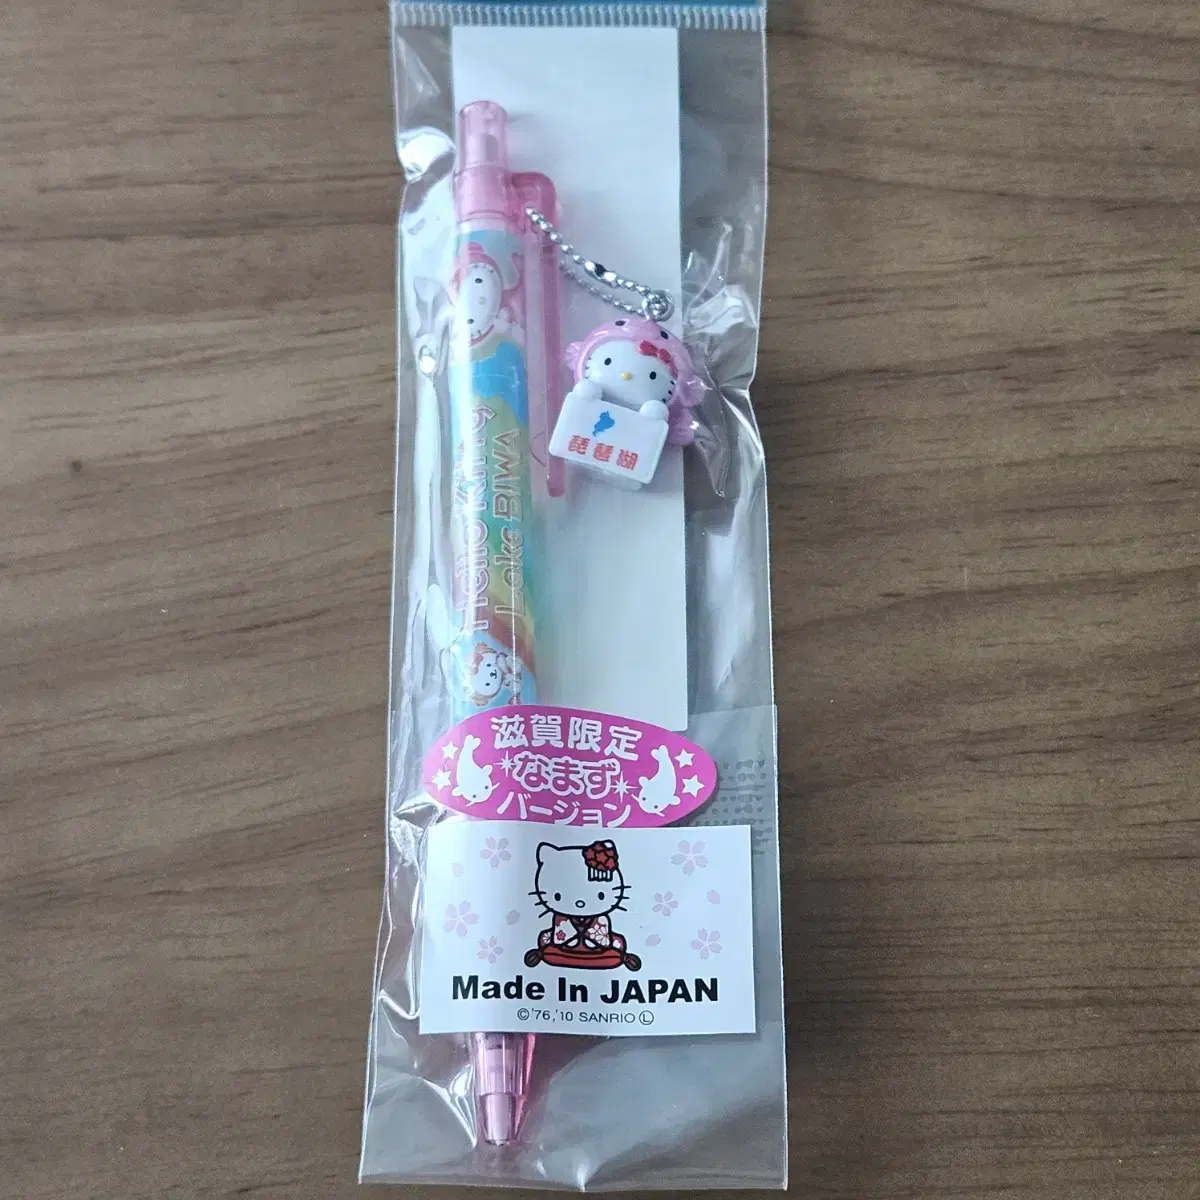 Hello Kitty
Lake BIWA
琵琶湖
滋賀限定
なまず
バージョン
Made In JAPAN
©'76,'10 SANRIO Ⓛ